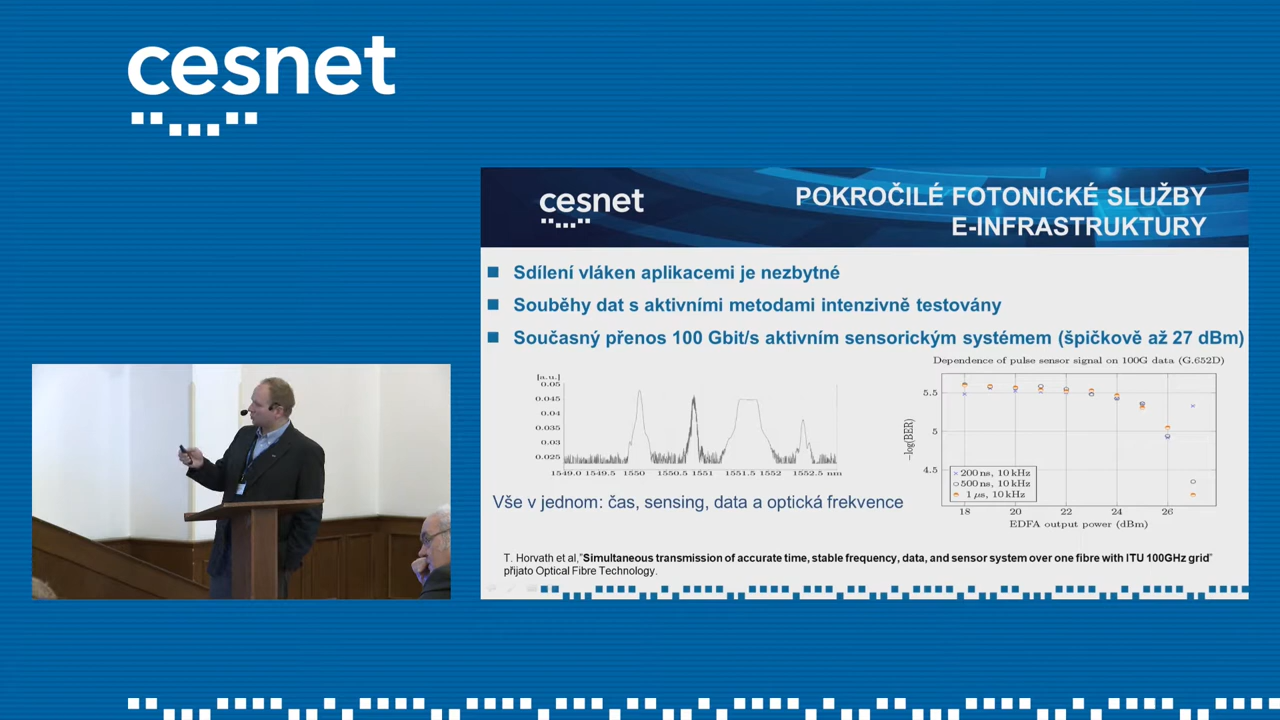 cesnet
cesnet
POKROČILÉ FOTONICKÉ SLUŽBY
E-INFRASTRUKTURY
Sdílení vláken aplikacemi je nezbytné
Souběhy dat s aktivními metodami intenzivně testovány
Současný přenos 100 Gbit/s aktivním sensorickým systémem (špičkově až 27 dBm)
[a.u.]
0.05
0.045
0.04
0.035
0.03
0.025
1549.0 1549.5 1550 1550.5 1551 1551.5 1552 1552.5 nm
Dependence of pulse sensor signal on 100G data (G.652D)
−log(BER)
5.5
5
4.5
200 ns, 10 kHz
500 ns, 10 kHz
1 μs, 10 kHz
18 20 22 24 26
EDFA output power (dBm)
Vše v jednom: čas, sensing, data a optická frekvence
T. Horvath et al,"Simultaneous transmission of accurate time, stable frequency, data, and sensor system over one fibre with ITU 100GHz grid"
přijato Optical Fibre Technology.